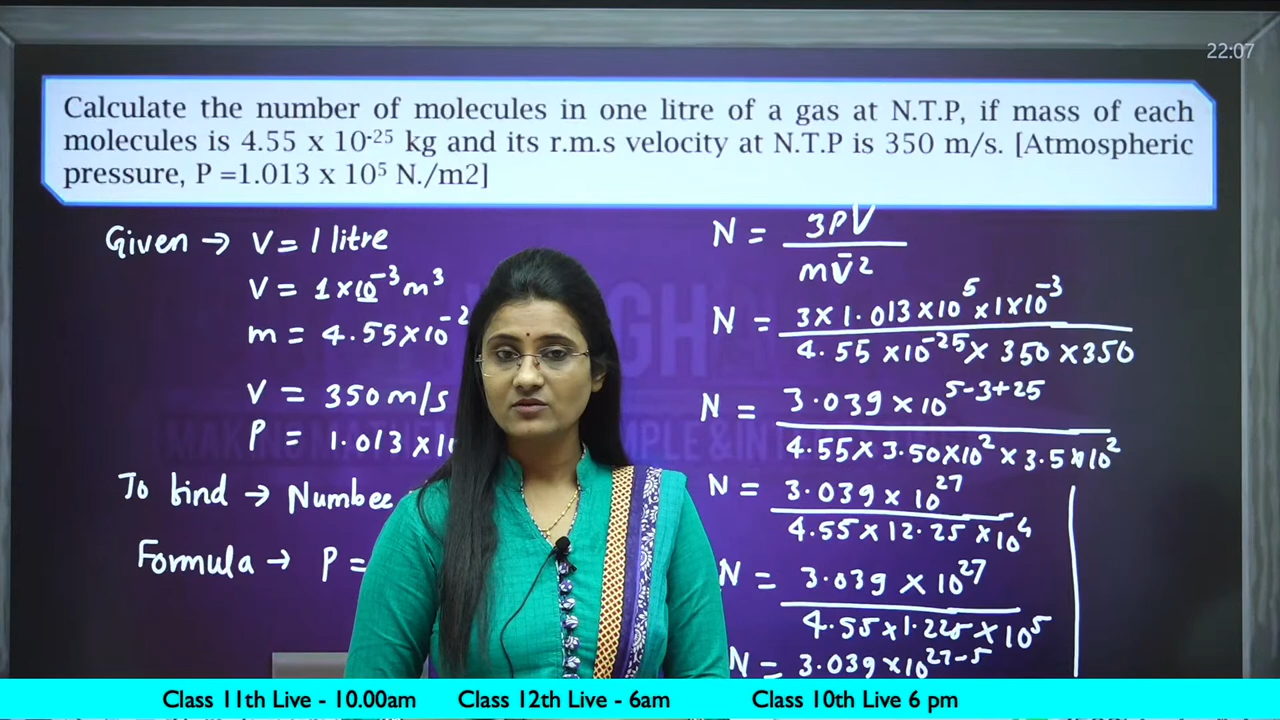 22:07
Calculate the number of molecules in one litre of a gas at N.T.P, if mass of each
molecules is 4.55 x 10⁻²⁵ kg and its r.m.s velocity at N.T.P is 350 m/s. [Atmospheric
pressure, P =1.013 x 10⁵ N./m2]
Given → V = 1 litre
V = 1×10⁻³ m³
m = 4.55×10⁻²
V = 350 m/s
P = 1.013 ×1
To find → Numbe
Formula → P =
N = 3PV / mv̄²
N = 3×1.013×10⁵×1×10⁻³ / 4.55×10⁻²⁵×350×350
N = 3.039×10⁵⁻³⁺²⁵ / 4.55×3.50×10²×3.5×10²
N = 3.039×10²⁷ / 4.55×12.25×10⁴
N = 3.039×10²⁷ / 4.55×1.225×10⁵
N = 3.039×10²⁷⁻⁵
Class 11th Live - 10.00am Class 12th Live - 6am Class 10th Live 6 pm